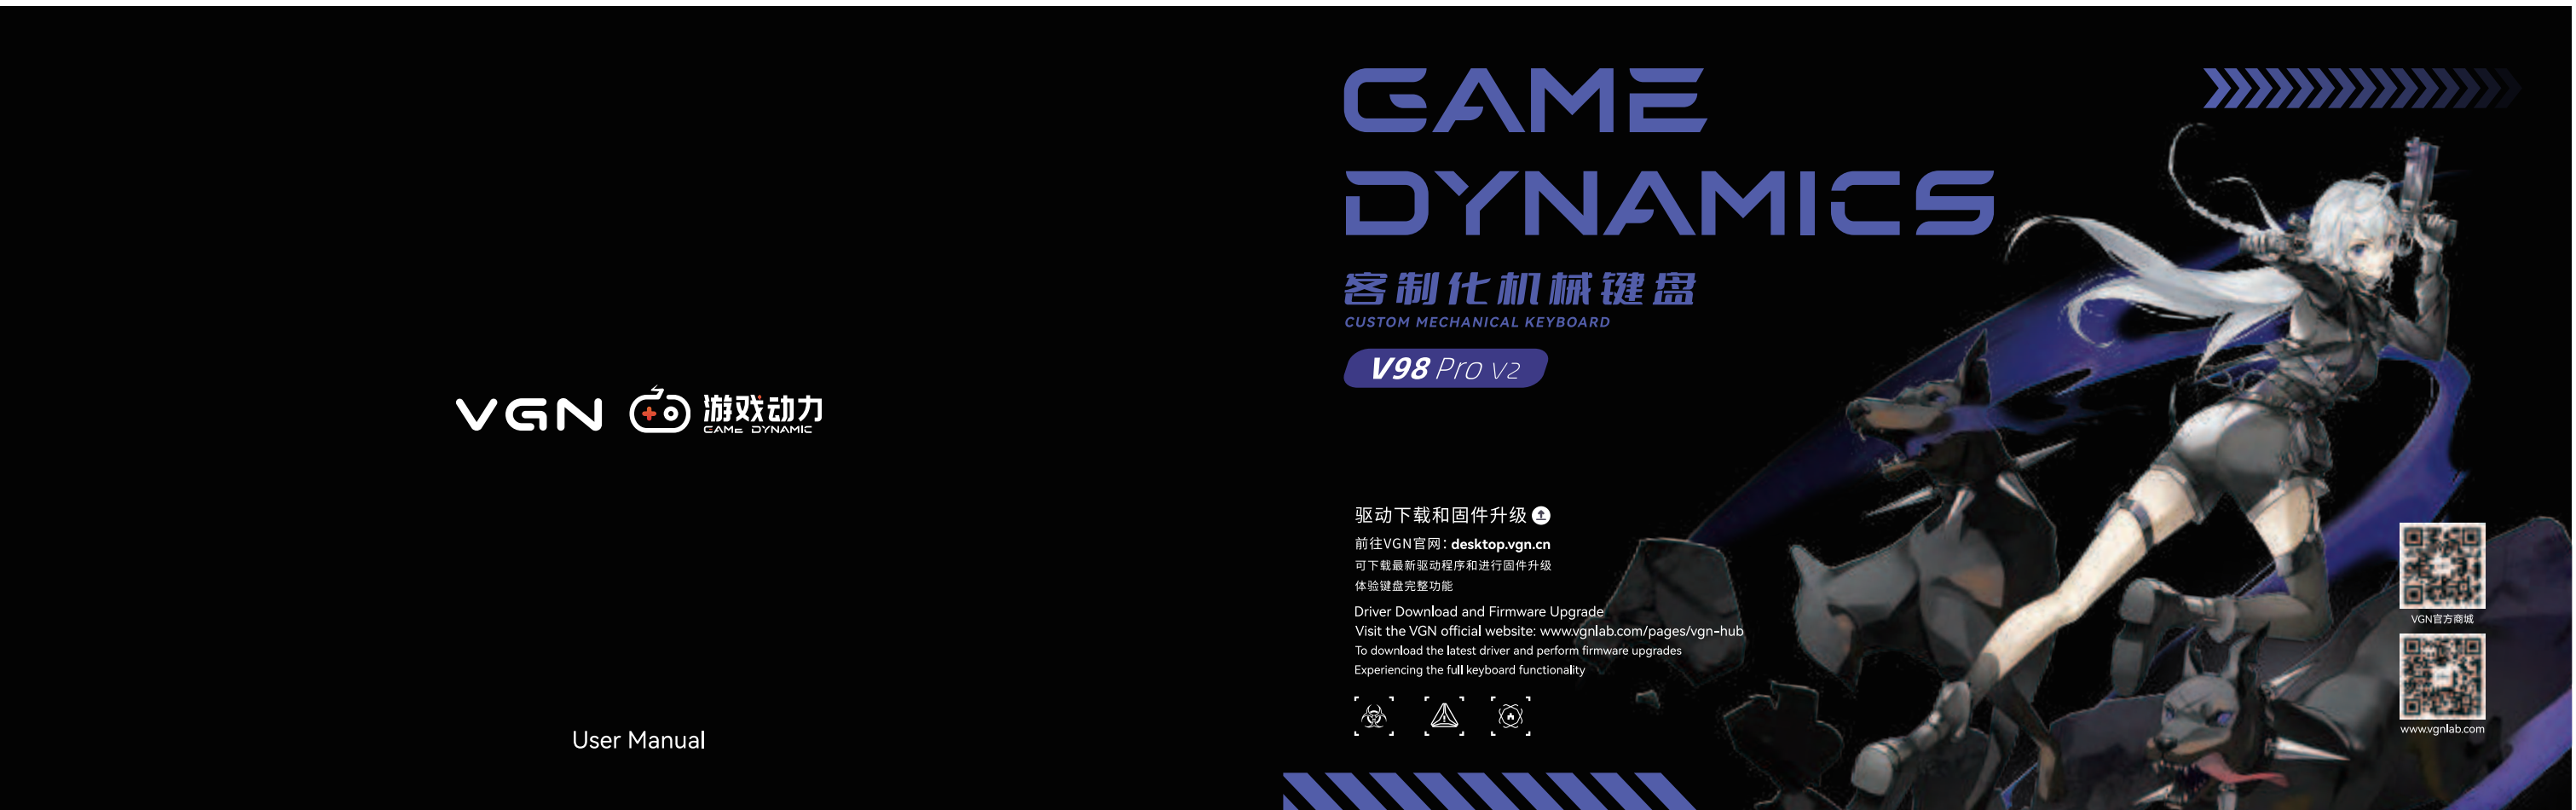 VGN
游戏动力
GAME DYNAMIC
User Manual
GAME
DYNAMICS
客制化机械键盘
CUSTOM MECHANICAL KEYBOARD
V98 Pro V2
驱动下载和固件升级
前往VGN官网：desktop.vgn.cn
可下载最新驱动程序和进行固件升级
体验键盘完整功能
Driver Download and Firmware Upgrade
Visit the VGN official website: www.vgnlab.com/pages/vgn-hub
To download the latest driver and perform firmware upgrades
Experiencing the full keyboard functionality
VGN官方商城
www.vgnlab.com